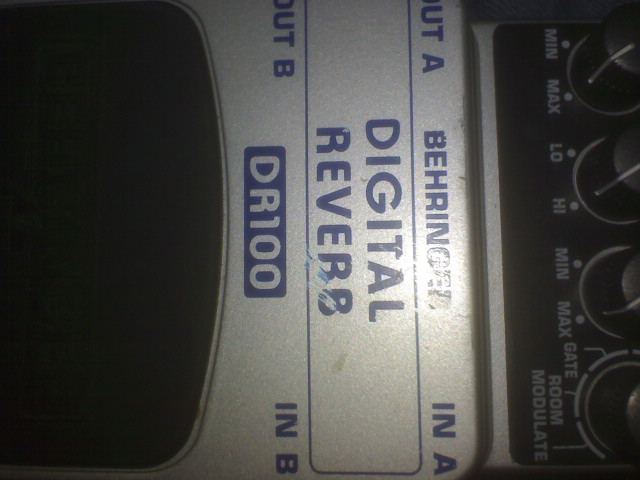 MIN MAX
LO HI
MIN MAX
GATE
ROOM
MODULATE
OUT A
BEHRINGER
IN A
DIGITAL
REVERB
OUT B
DR100
IN B